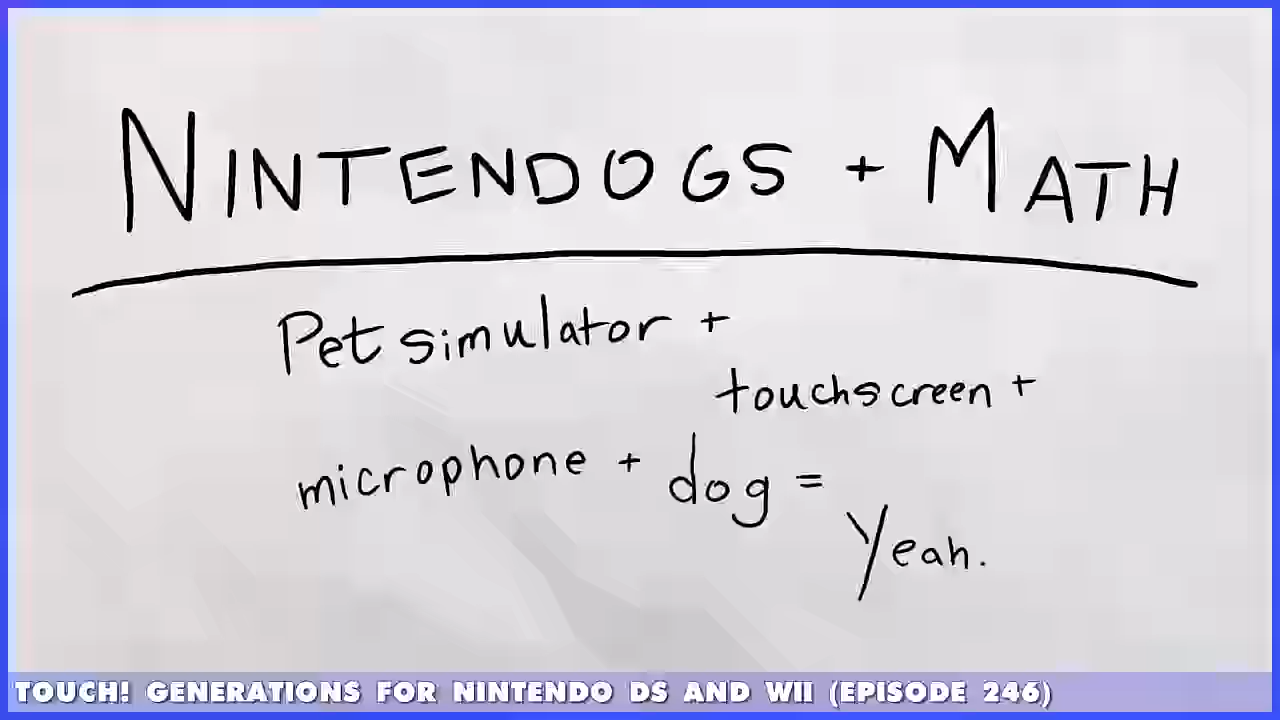 NINTENDOGS + MATH
Pet simulator +
touchscreen +
microphone + dog =
Yeah.
TOUCH! GENERATIONS FOR NINTENDO DS AND WII (EPISODE 246)